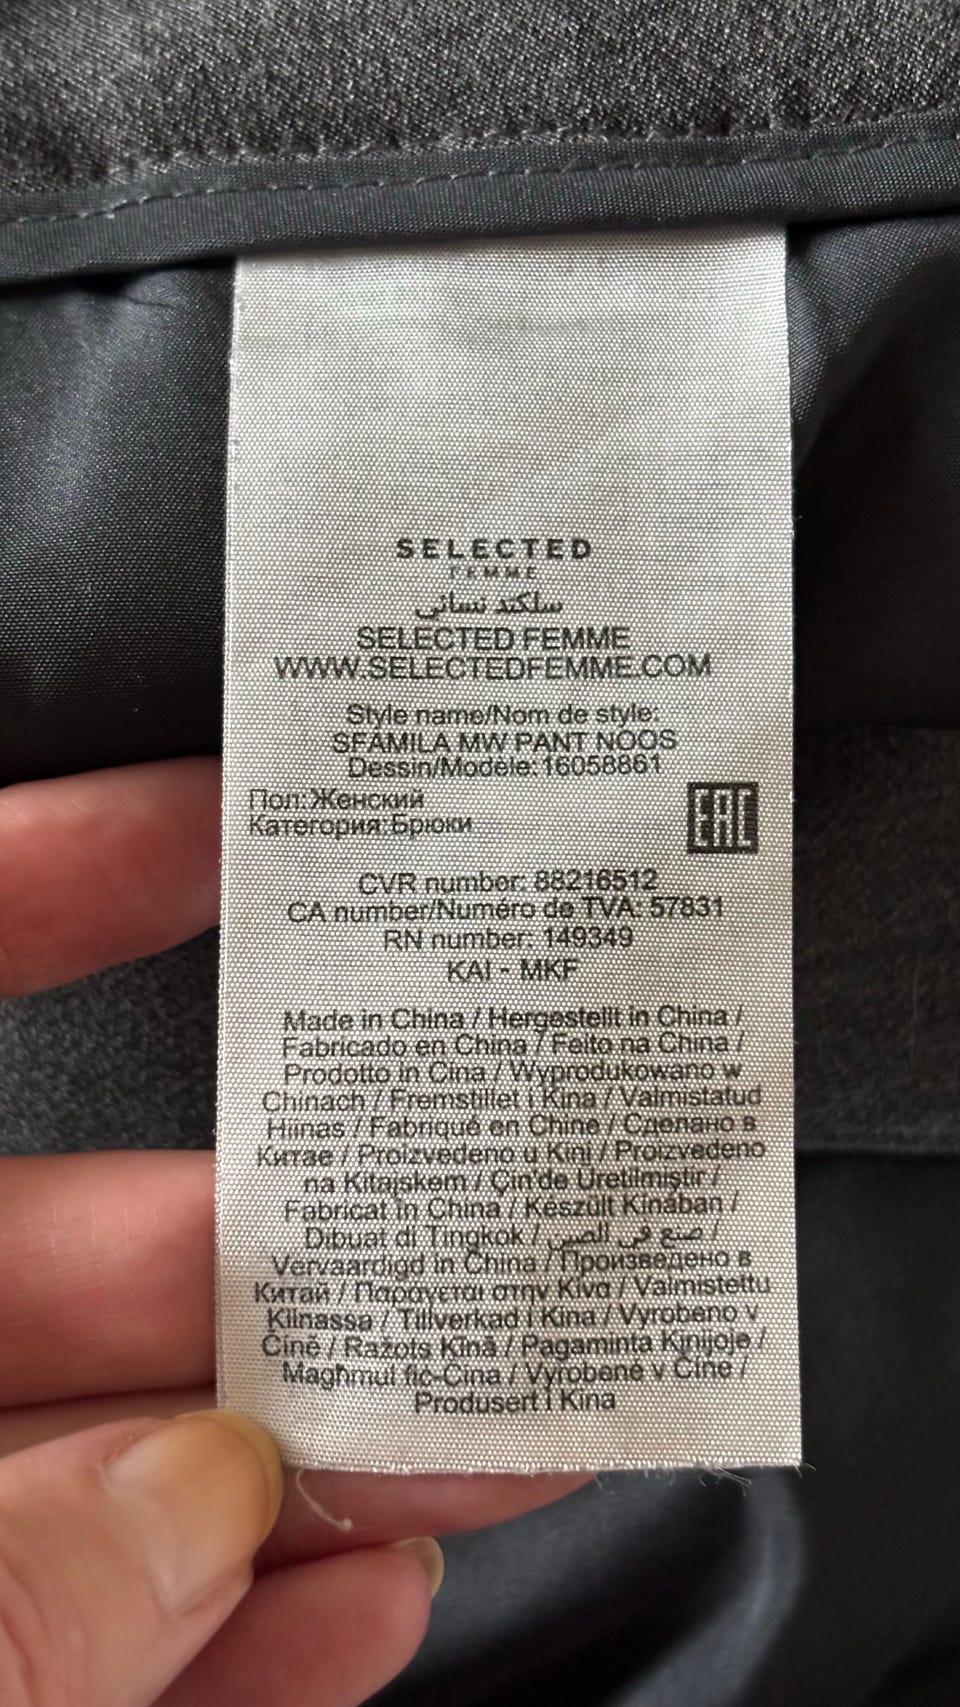 SELECTED
FEMME
سلكتد نسائي
SELECTED FEMME
WWW.SELECTEDFEMME.COM
Style name/Nom de style:
SFAMILA MW PANT NOOS
Dessin/Modèle:16058861
Пол:Женский
Категория:Брюки
EAC
CVR number: 88216512
CA number/Numéro de TVA: 57831
RN number: 149349
KAI - MKF
Made in China / Hergestellt in China /
Fabricado en China / Feito na China /
Prodotto in Cina / Wyprodukowano w
Chinach / Fremstillet i Kina / Valmistatud
Hiinas / Fabriqué en Chine / Сделано в
Китае / Proizvedeno u Kini / Proizvedeno
na Kitajskem / Çin'de Üretilmiştir /
Fabricat în China / Készült Kínában /
Dibuat di Tingkok / صنع في الصين /
Vervaardigd in China / Произведено в
Китай / Παράγεται στην Κίνα / Valmistettu
Kiinassa / Tillverkad i Kina / Vyrobeno v
Číně / Ražots Ķīnā / Pagaminta Kinijoje /
Magħmul fiċ-Ċina / Vyrobené v Číne /
Produsert i Kina